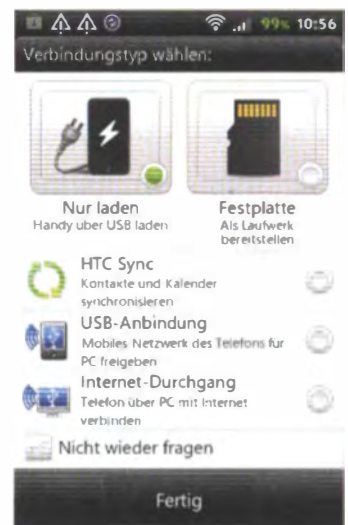 99% 10:56
Verbindungstyp wählen:
Nur laden
Handy über USB laden
Festplatte
Als Laufwerk
bereitstellen
HTC Sync
Kontakte und Kalender
synchronisieren
USB-Anbindung
Mobiles Netzwerk des Telefons für
PC freigeben
Internet-Durchgang
Telefon über PC mit Internet
verbinden
Nicht wieder fragen
Fertig